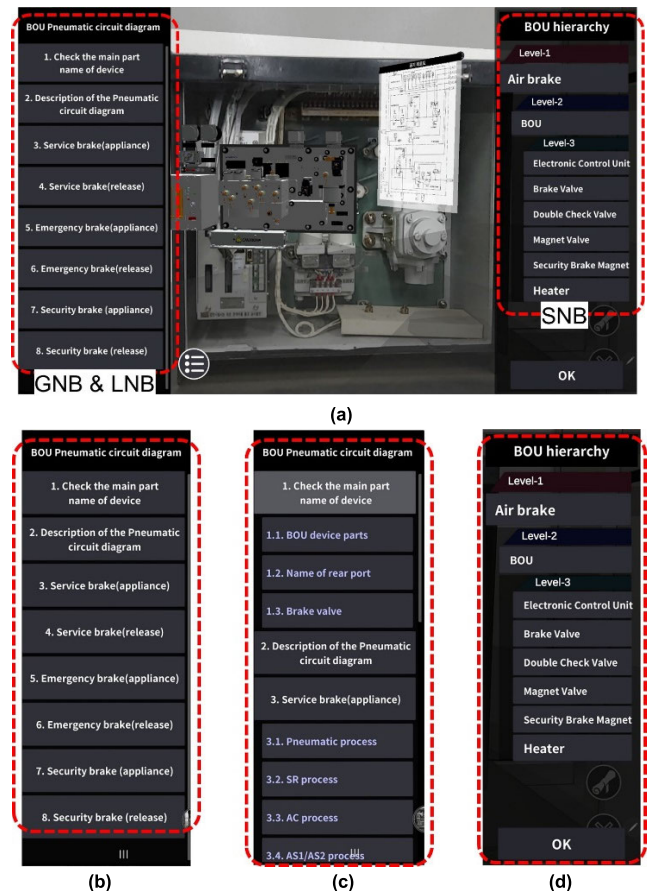 BOU Pneumatic circuit diagram
1. Check the main part
name of device
2. Description of the Pneumatic
circuit diagram
3. Service brake(appliance)
4. Service brake(release)
5. Emergency brake(appliance)
6. Emergency brake(release)
7. Security brake (appliance)
8. Security brake (release)
GNB & LNB
BOU hierarchy
Level-1
Air brake
Level-2
BOU
Level-3
Electronic Control Unit
Brake Valve
Double Check Valve
Magnet Valve
Security Brake Magnet
Heater
SNB
OK
(a)
BOU Pneumatic circuit diagram
1. Check the main part
name of device
2. Description of the Pneumatic
circuit diagram
3. Service brake(appliance)
4. Service brake(release)
5. Emergency brake(appliance)
6. Emergency brake(release)
7. Security brake (appliance)
8. Security brake (release)
(b)
BOU Pneumatic circuit diagram
1. Check the main part
name of device
1.1. BOU device parts
1.2. Name of rear port
1.3. Brake valve
2. Description of the Pneumatic
circuit diagram
3. Service brake(appliance)
3.1. Pneumatic process
3.2. SR process
3.3. AC process
3.4. AS1/AS2 process
(c)
BOU hierarchy
Level-1
Air brake
Level-2
BOU
Level-3
Electronic Control Unit
Brake Valve
Double Check Valve
Magnet Valve
Security Brake Magnet
Heater
OK
(d)